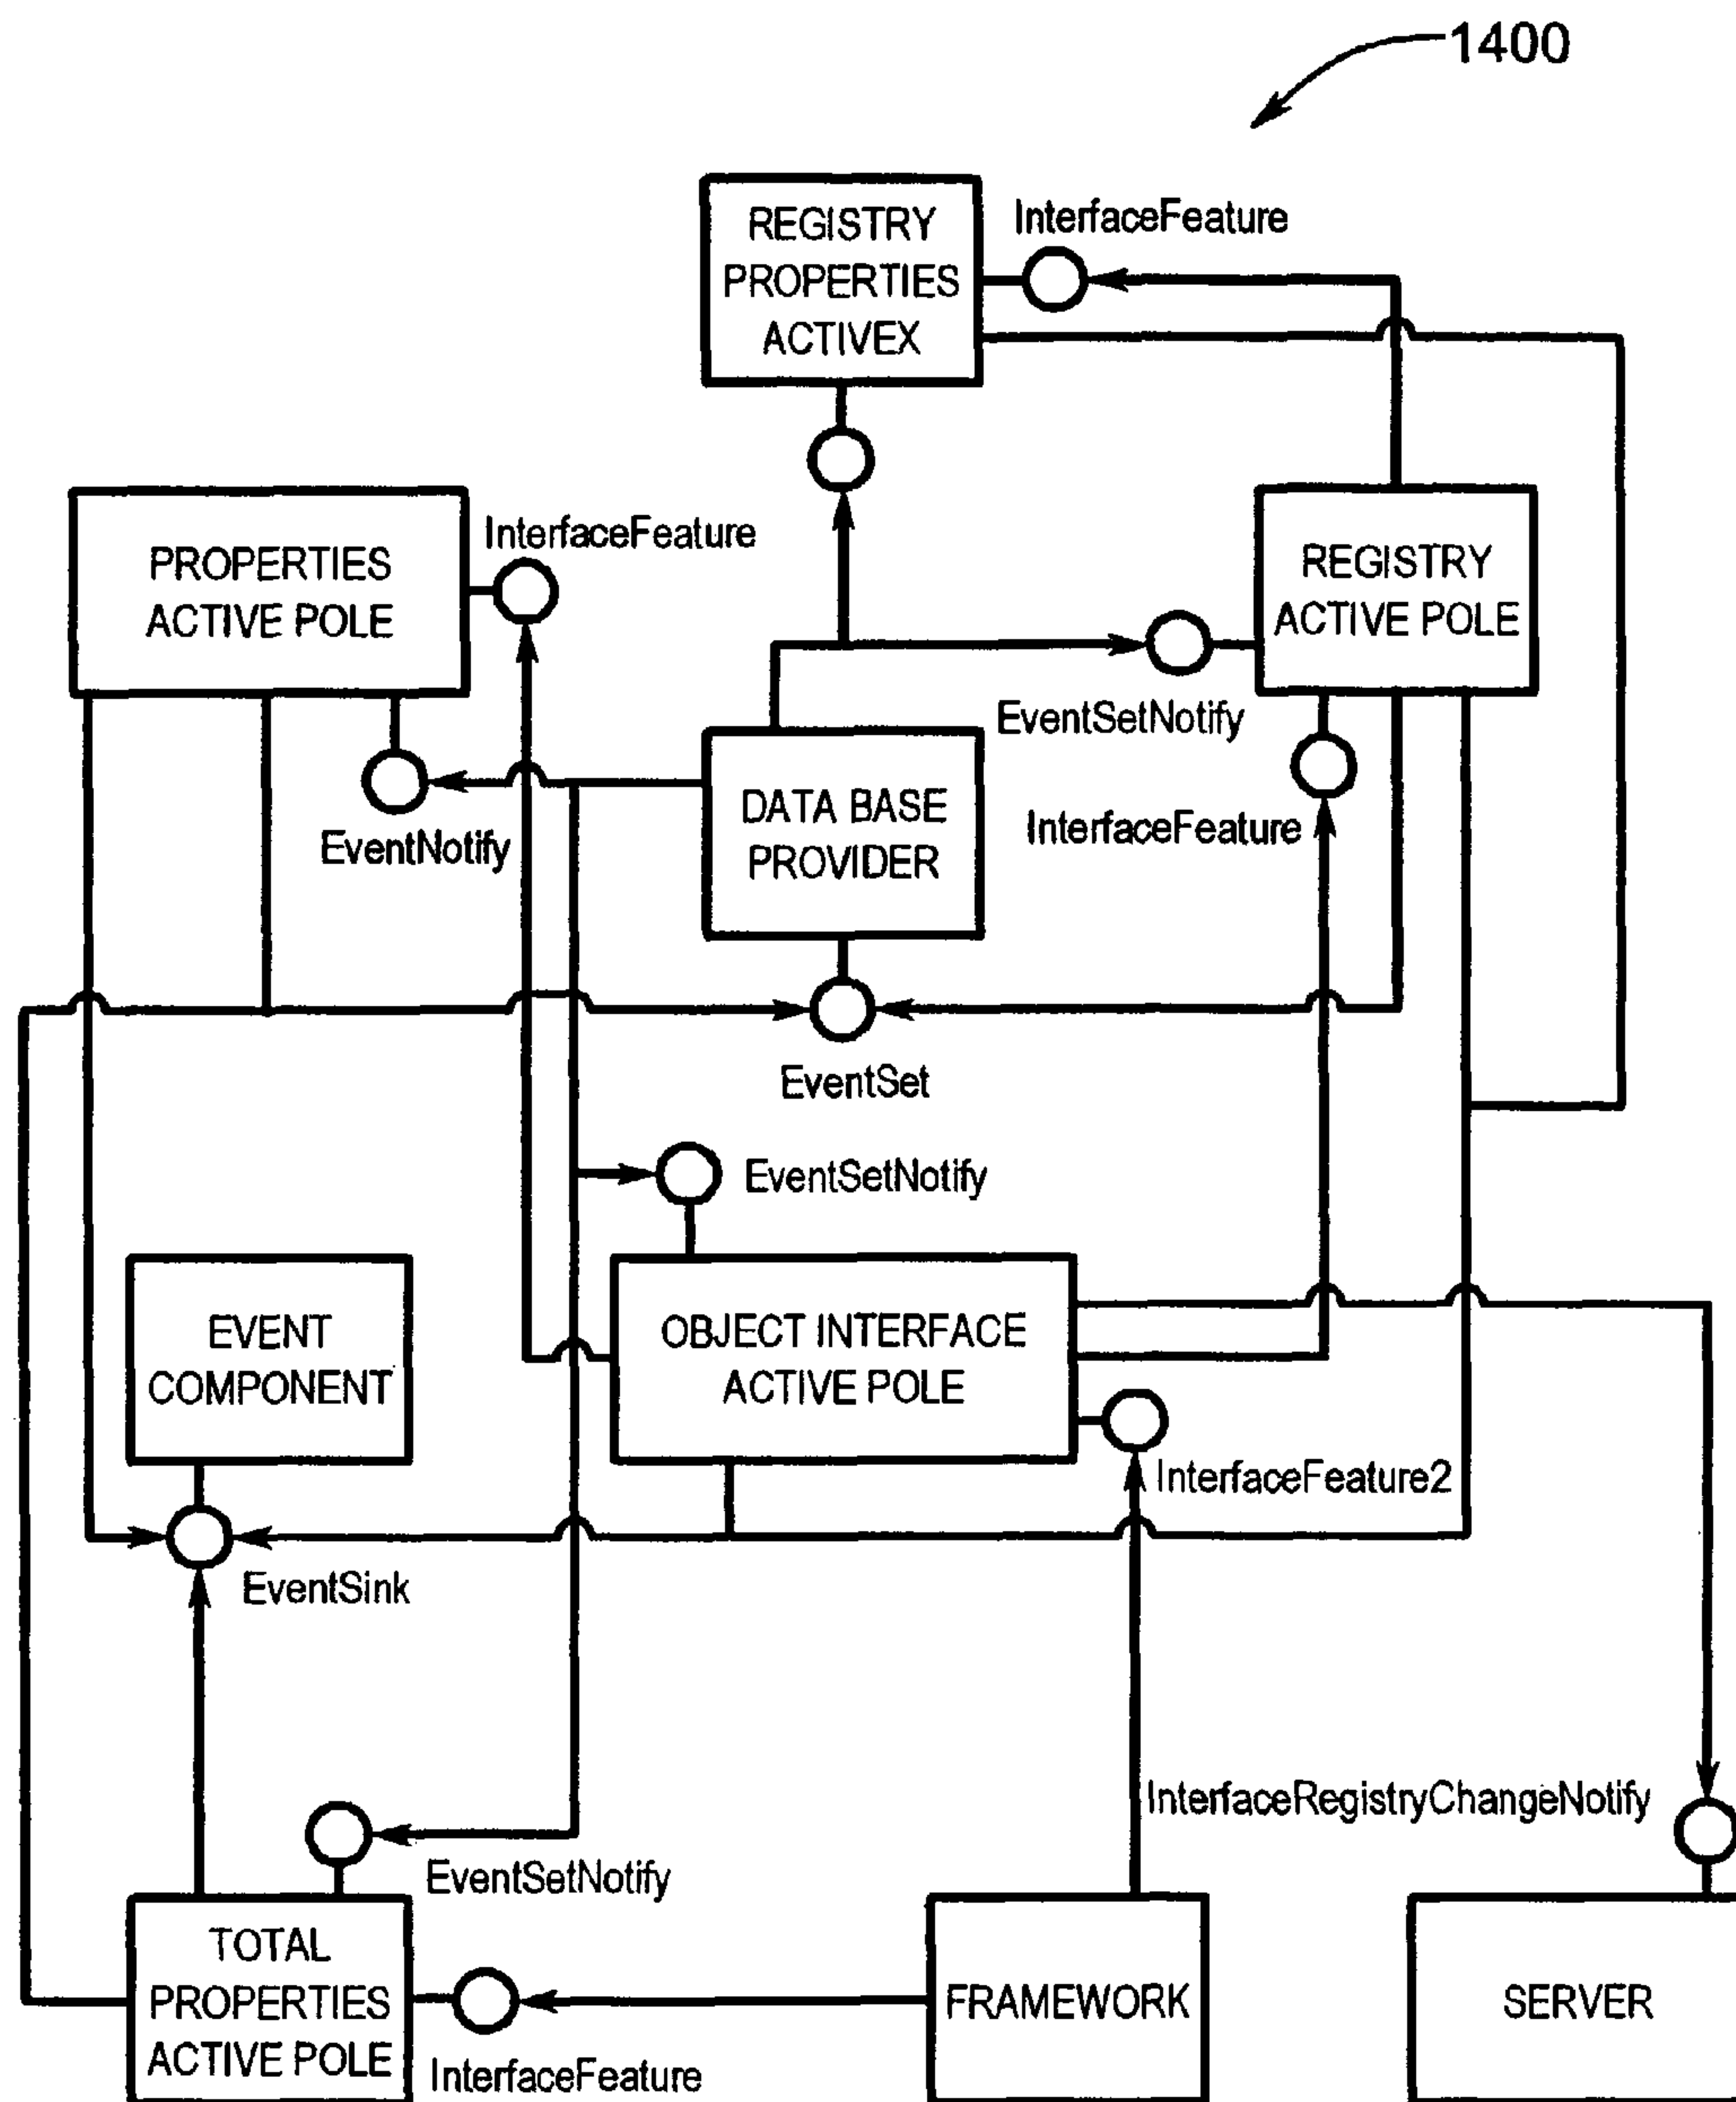 1400
REGISTRY
PROPERTIES
ACTIVEX
InterfaceFeature
PROPERTIES
ACTIVE POLE
InterfaceFeature
REGISTRY
ACTIVE POLE
EventSetNotify
EventNotify
DATA BASE
PROVIDER
InterfaceFeature
EventSet
EventSetNotify
EVENT
COMPONENT
OBJECT INTERFACE
ACTIVE POLE
InterfaceFeature2
EventSink
InterfaceRegistryChangeNotify
EventSetNotify
TOTAL
PROPERTIES
ACTIVE POLE
InterfaceFeature
FRAMEWORK
SERVER